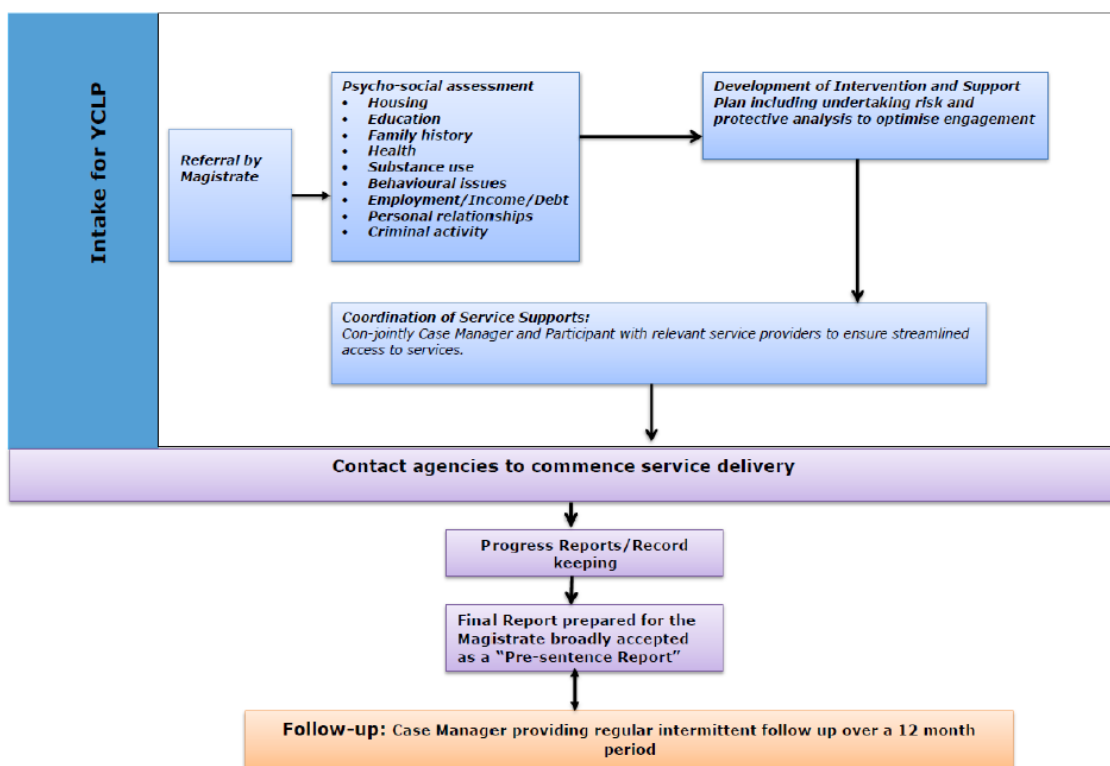 Intake for YCLP
Referral by
Magistrate
Psycho-social assessment
• Housing
• Education
• Family history
• Health
• Substance use
• Behavioural issues
• Employment/Income/Debt
• Personal relationships
• Criminal activity
Development of Intervention and Support
Plan including undertaking risk and
protective analysis to optimise engagement
Coordination of Service Supports:
Con-jointly Case Manager and Participant with relevant service providers to ensure streamlined
access to services.
Contact agencies to commence service delivery
Progress Reports/Record
keeping
Final Report prepared for the
Magistrate broadly accepted
as a “Pre-sentence Report”
Follow-up: Case Manager providing regular intermittent follow up over a 12 month
period